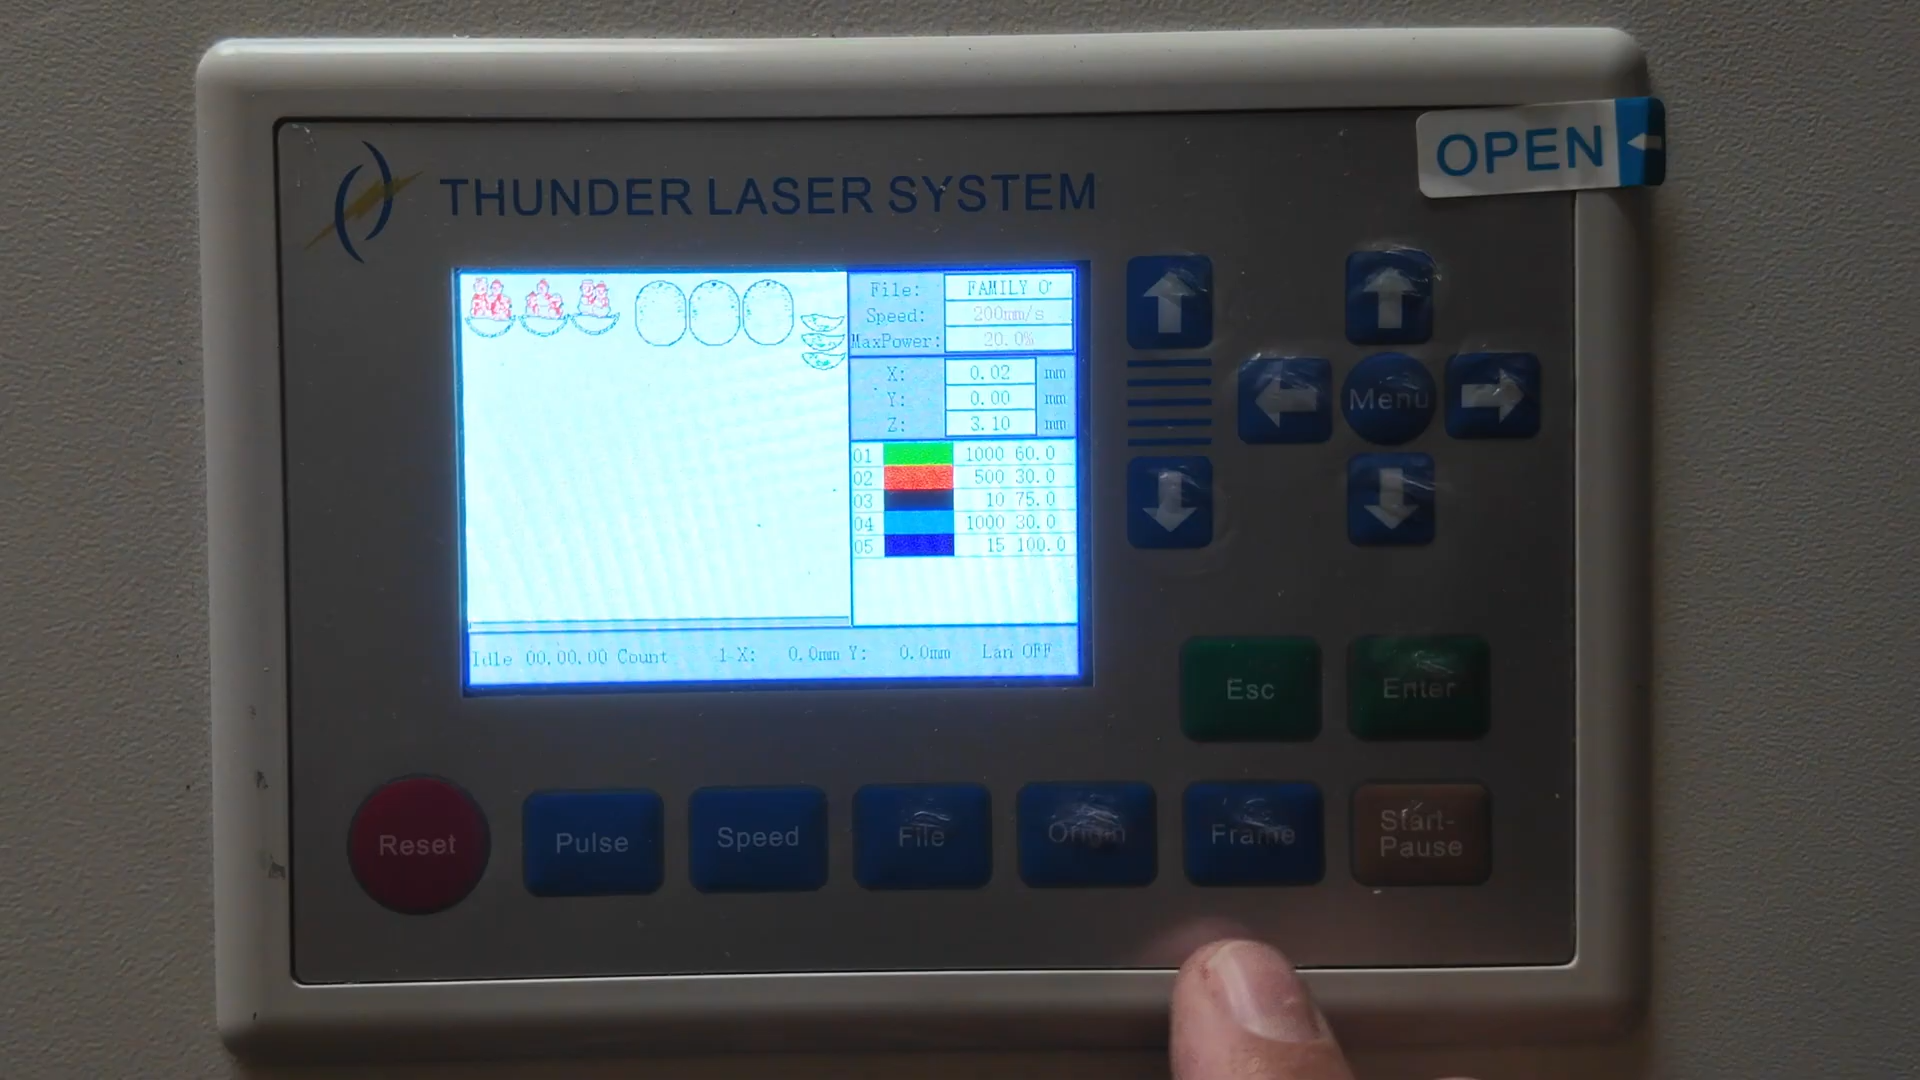 OPEN
THUNDER LASER SYSTEM
File: FAMILY O
Speed: 200mm/s
MaxPower: 20.0%
X: 0.02 mm
Y: 0.00 mm
Z: 3.10 mm
01 1000 60.0
02 500 30.0
03 10 75.0
04 1000 30.0
05 15 100.0
Idle 00.00.00 Count 1 X: 0.0mm Y: 0.0mm Lan OFF
Menu
Esc
Enter
Reset
Pulse
Speed
File
Origin
Frame
Start-
Pause